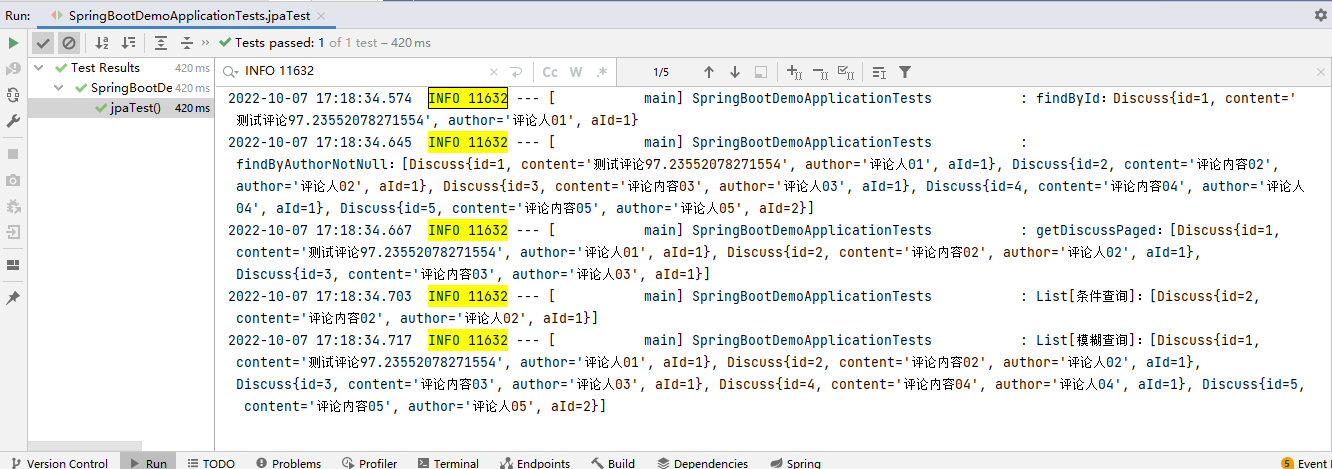 Run: SpringBootDemoApplicationTests.jpaTest ×
Tests passed: 1 of 1 test – 420 ms
Test Results 420 ms
SpringBootDe 420 ms
jpaTest() 420 ms
INFO 11632 Cc W .* 1/5
2022-10-07 17:18:34.574 INFO 11632 --- [ main] SpringBootDemoApplicationTests : findById：Discuss{id=1, content='
测试评论97.23552078271554', author='评论人01', aId=1}
2022-10-07 17:18:34.645 INFO 11632 --- [ main] SpringBootDemoApplicationTests :
findByAuthorNotNull：[Discuss{id=1, content='测试评论97.23552078271554', author='评论人01', aId=1}, Discuss{id=2, content='评论内容02',
author='评论人02', aId=1}, Discuss{id=3, content='评论内容03', author='评论人03', aId=1}, Discuss{id=4, content='评论内容04', author='评论人
04', aId=1}, Discuss{id=5, content='评论内容05', author='评论人05', aId=2}]
2022-10-07 17:18:34.667 INFO 11632 --- [ main] SpringBootDemoApplicationTests : getDiscussPaged：[Discuss{id=1,
content='测试评论97.23552078271554', author='评论人01', aId=1}, Discuss{id=2, content='评论内容02', author='评论人02', aId=1},
Discuss{id=3, content='评论内容03', author='评论人03', aId=1}]
2022-10-07 17:18:34.703 INFO 11632 --- [ main] SpringBootDemoApplicationTests : List[条件查询]：[Discuss{id=2,
content='评论内容02', author='评论人02', aId=1}]
2022-10-07 17:18:34.717 INFO 11632 --- [ main] SpringBootDemoApplicationTests : List[模糊查询]：[Discuss{id=1,
content='测试评论97.23552078271554', author='评论人01', aId=1}, Discuss{id=2, content='评论内容02', author='评论人02', aId=1},
Discuss{id=3, content='评论内容03', author='评论人03', aId=1}, Discuss{id=4, content='评论内容04', author='评论人04', aId=1}, Discuss{id=5,
content='评论内容05', author='评论人05', aId=2}]
Version Control Run TODO Problems Profiler Terminal Endpoints Build Dependencies Spring 5 Event